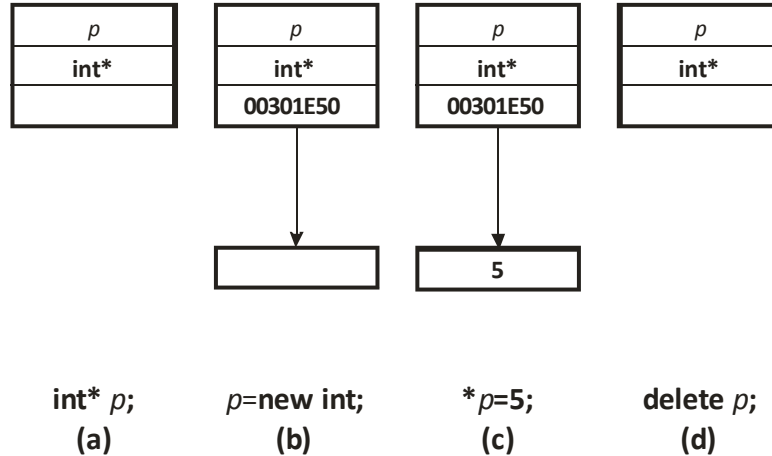 p p p p
int* int* int* int*
00301E50 00301E50
5
int* p; p=new int; *p=5; delete p;
(a) (b) (c) (d)